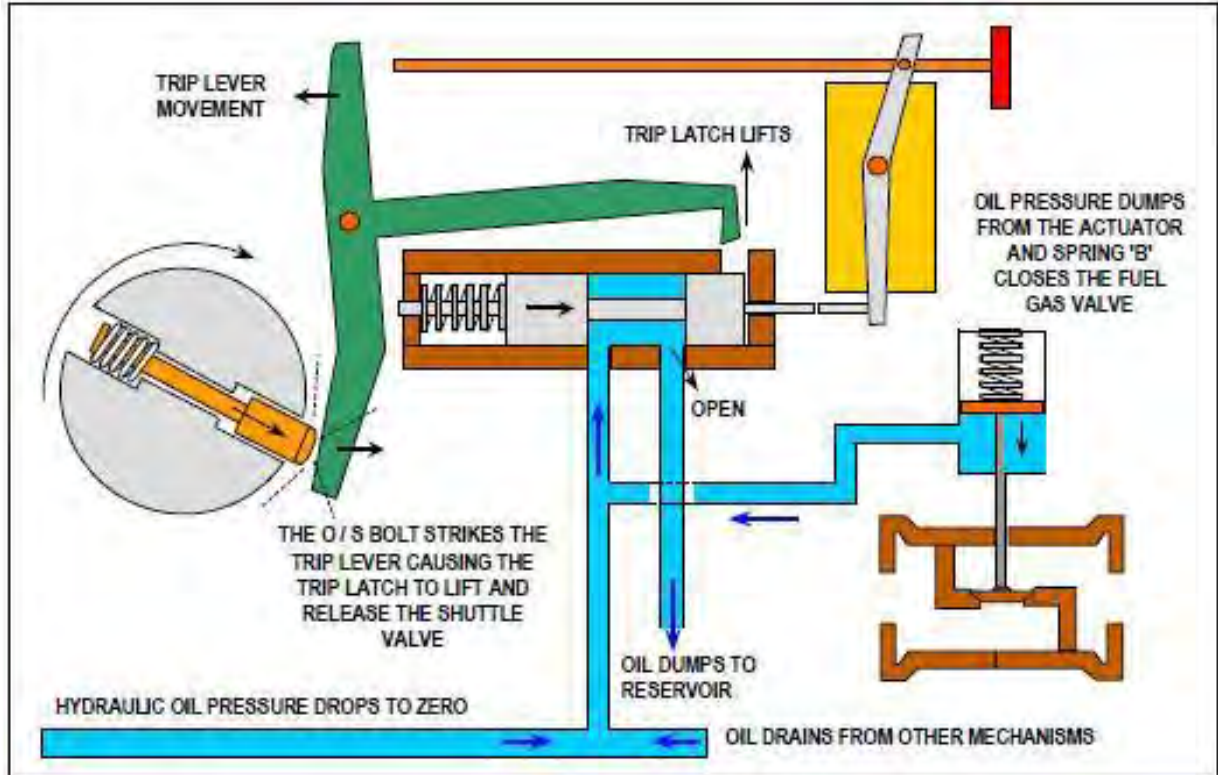 TRIP LEVER
MOVEMENT
TRIP LATCH LIFTS
OIL PRESSURE DUMPS
FROM THE ACTUATOR
AND SPRING 'B'
CLOSES THE FUEL
GAS VALVE
OPEN
THE O / S BOLT STRIKES THE
TRIP LEVER CAUSING THE
TRIP LATCH TO LIFT AND
RELEASE THE SHUTTLE
VALVE
OIL DUMPS TO
RESERVOIR
HYDRAULIC OIL PRESSURE DROPS TO ZERO
OIL DRAINS FROM OTHER MECHANISMS